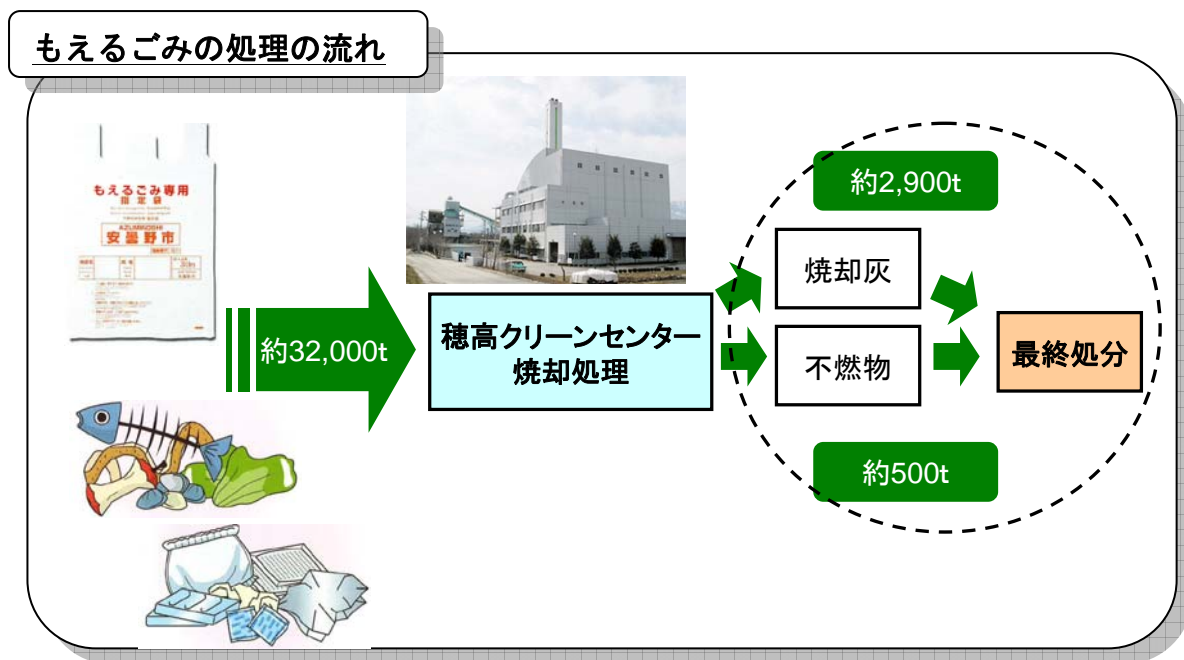 もえるごみの処理の流れ
もえるごみ専用
指定袋
AZUMINOSHI
安曇野市
約32,000t
穂高クリーンセンター
焼却処理
約2,900t
焼却灰
不燃物
最終処分
約500t